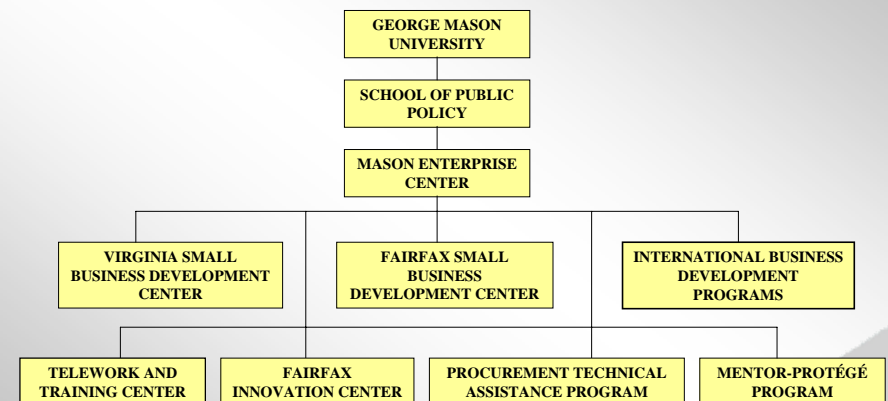 GEORGE MASON
UNIVERSITY
SCHOOL OF PUBLIC
POLICY
MASON ENTERPRISE
CENTER
VIRGINIA SMALL
BUSINESS DEVELOPMENT
CENTER
FAIRFAX SMALL
BUSINESS
DEVELOPMENT CENTER
INTERNATIONAL BUSINESS
DEVELOPMENT
PROGRAMS
TELEWORK AND
TRAINING CENTER
FAIRFAX
INNOVATION CENTER
PROCUREMENT TECHNICAL
ASSISTANCE PROGRAM
MENTOR-PROTÉGÉ
PROGRAM